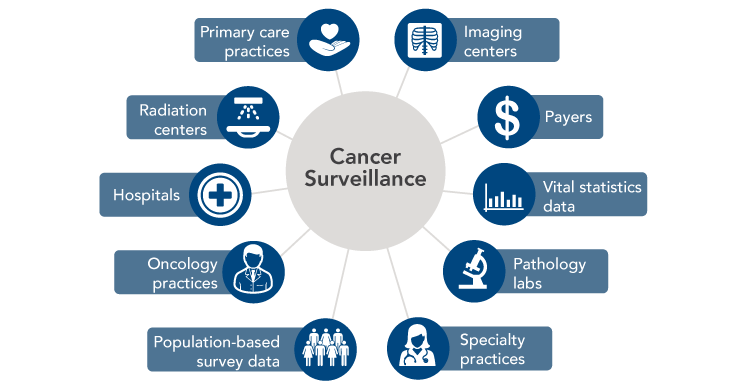 Primary care
practices
Imaging
centers
Radiation
centers
Payers
Cancer
Surveillance
Hospitals
Vital statistics
data
Oncology
practices
Pathology
labs
Population-based
survey data
Specialty
practices